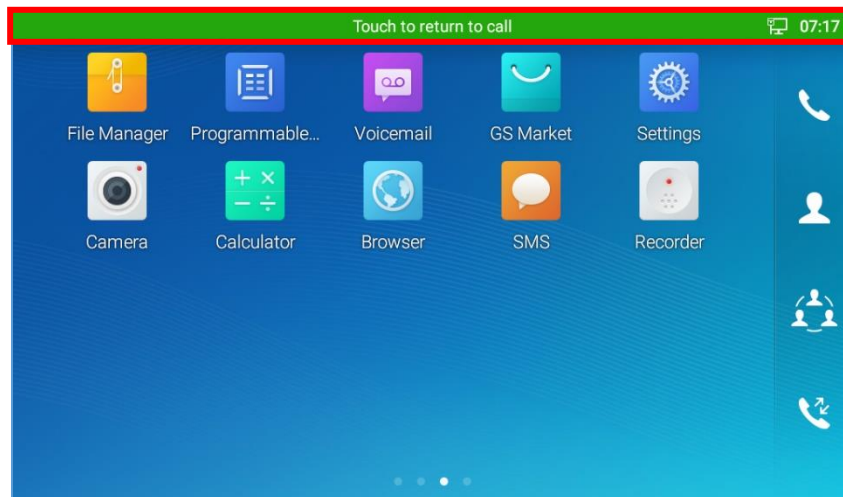 Touch to return to call 07:17
File Manager Programmable... Voicemail GS Market Settings
Camera Calculator Browser SMS Recorder